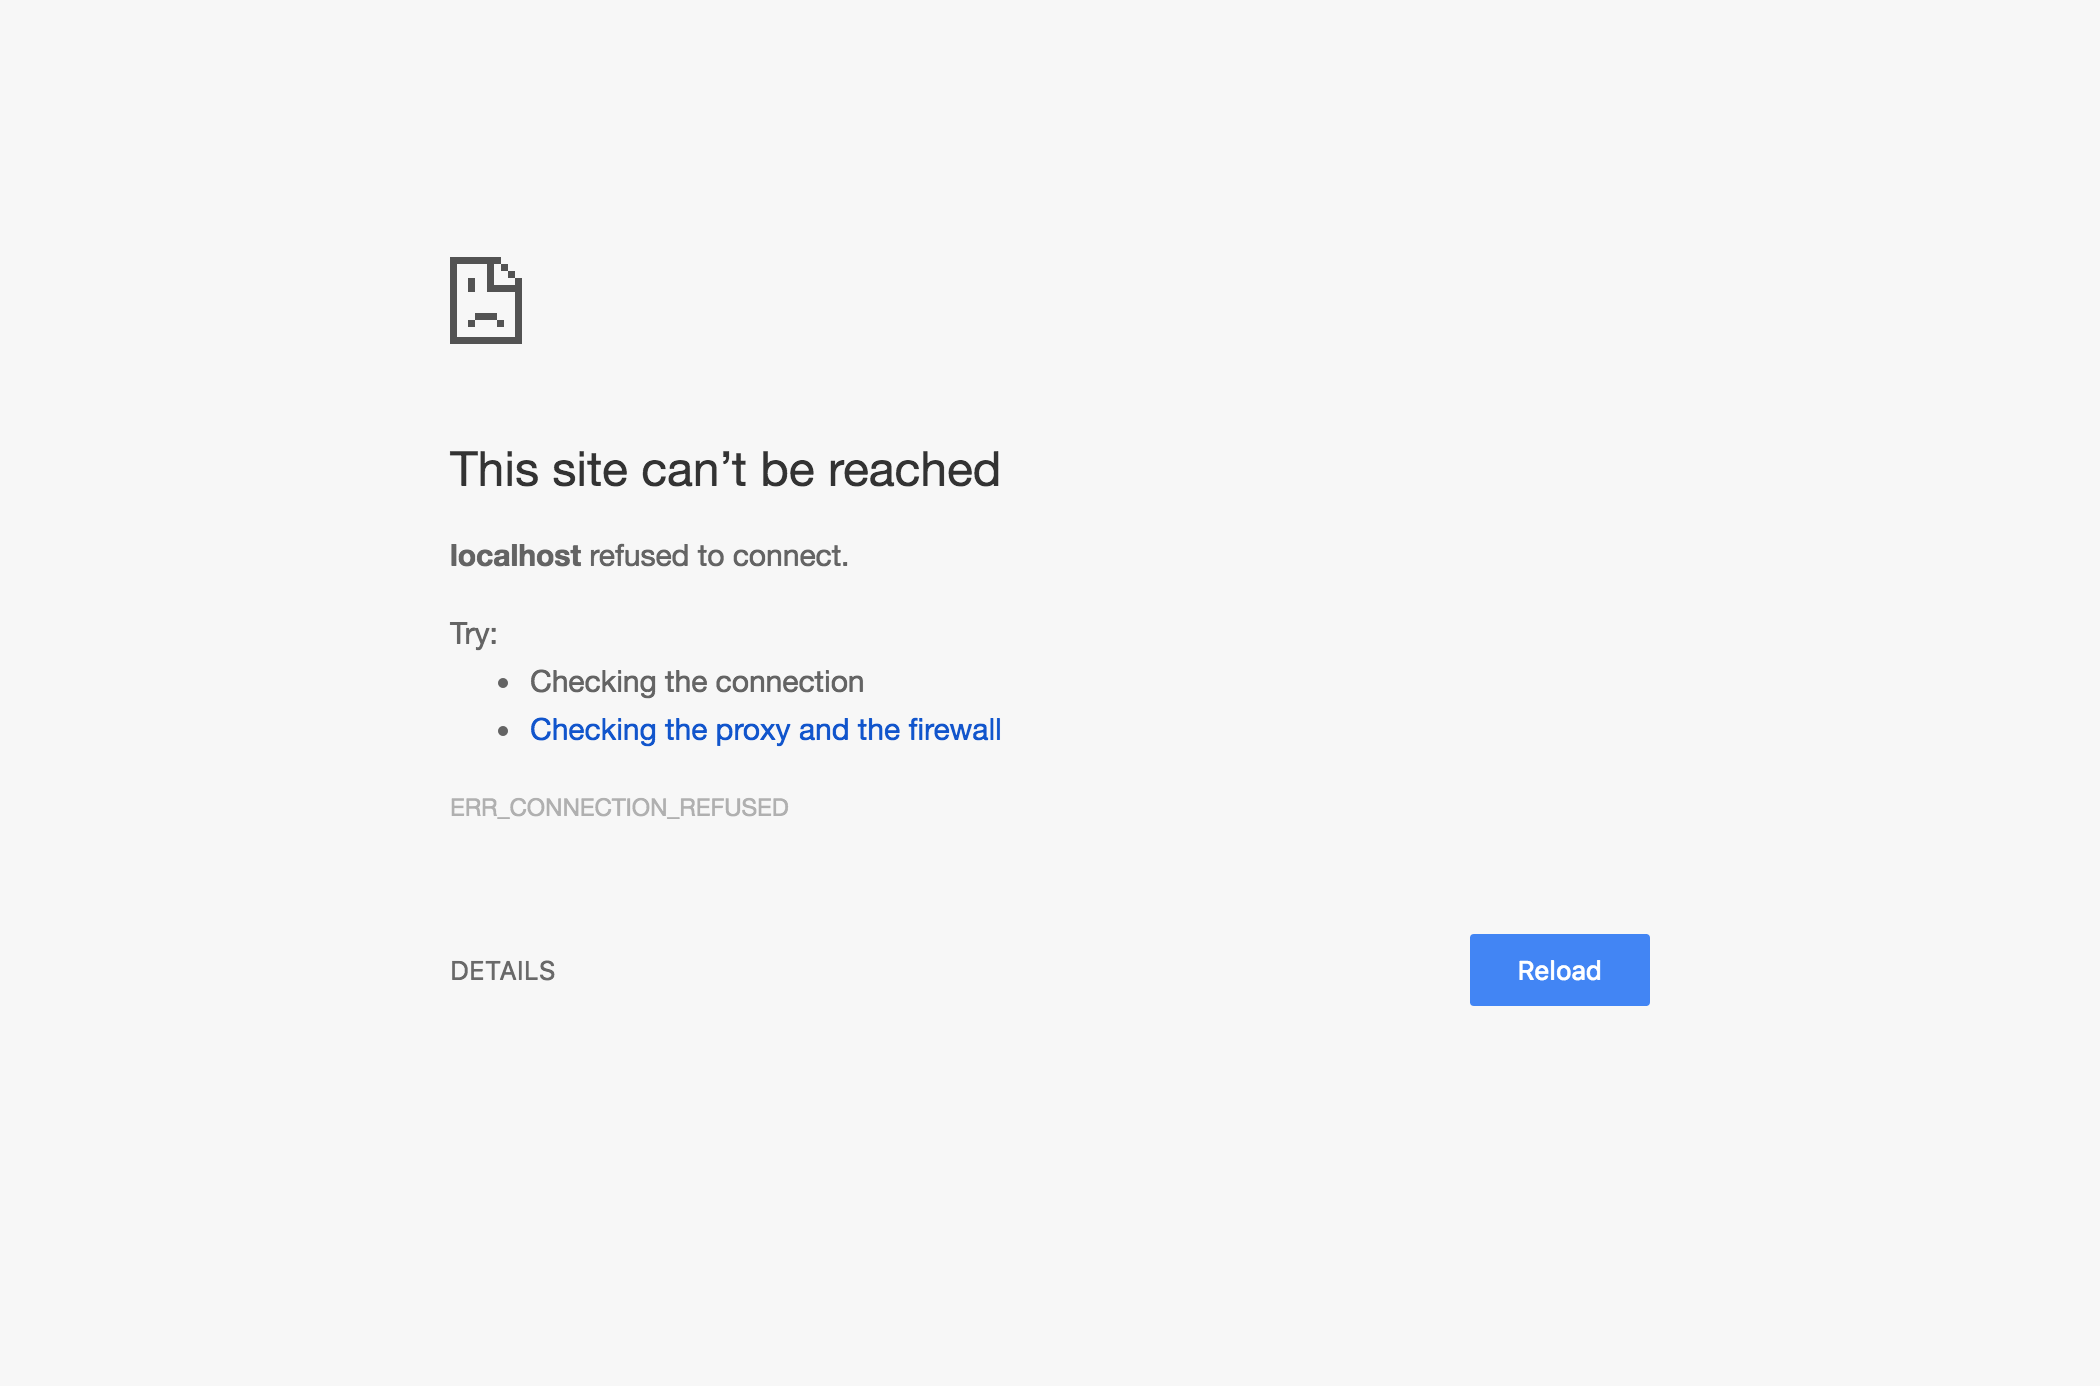 This site can’t be reached
localhost refused to connect.
Try:
• Checking the connection
• Checking the proxy and the firewall
ERR_CONNECTION_REFUSED
DETAILS
Reload